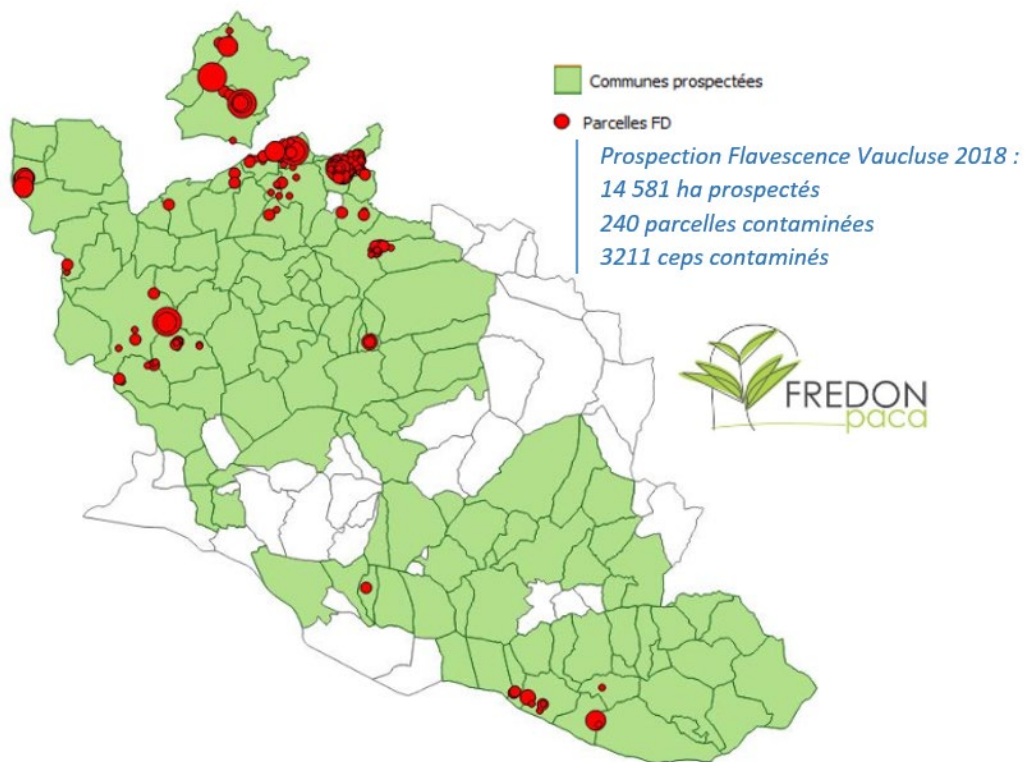 Communes prospectées
Parcelles FD
Prospection Flavescence Vaucluse 2018 :
14 581 ha prospectés
240 parcelles contaminées
3211 ceps contaminés
FREDON
paca